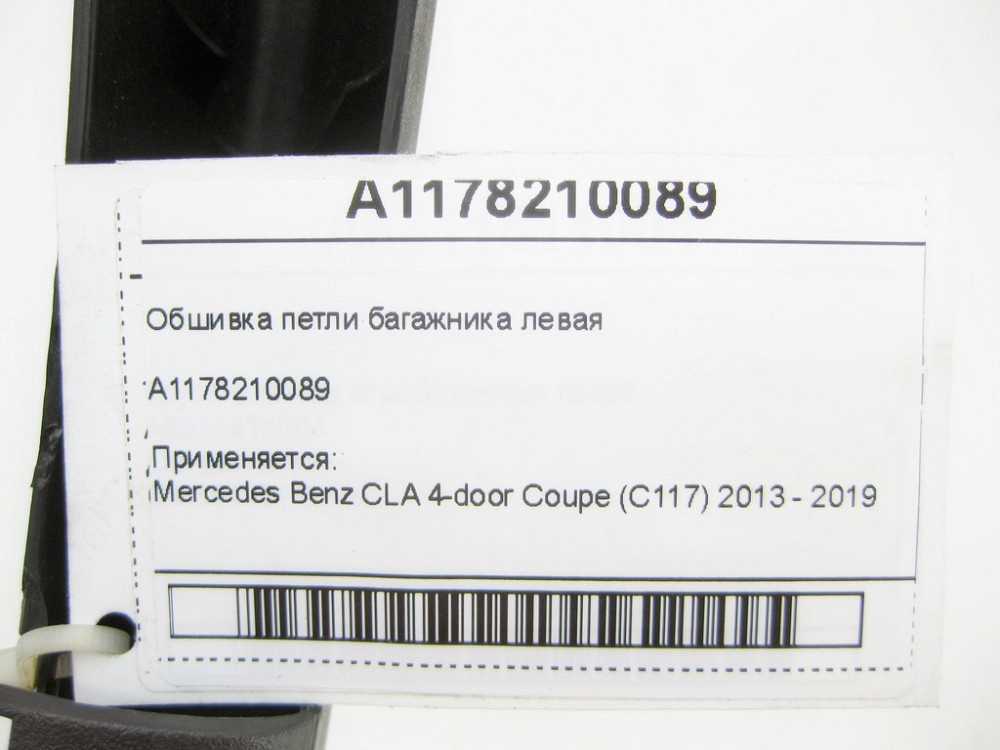 A1178210089
Обшивка петли багажника левая
A1178210089
Применяется:
Mercedes Benz CLA 4-door Coupe (C117) 2013 - 2019